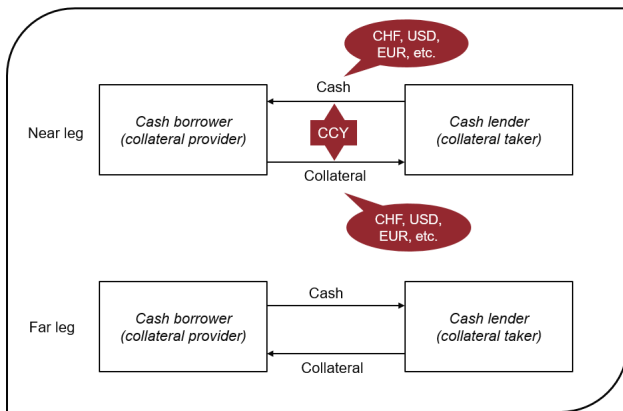 CHF, USD,
EUR, etc.
Cash
Near leg
Cash borrower
(collateral provider)
CCY
Cash lender
(collateral taker)
Collateral
CHF, USD,
EUR, etc.
Far leg
Cash borrower
(collateral provider)
Cash
Cash lender
(collateral taker)
Collateral